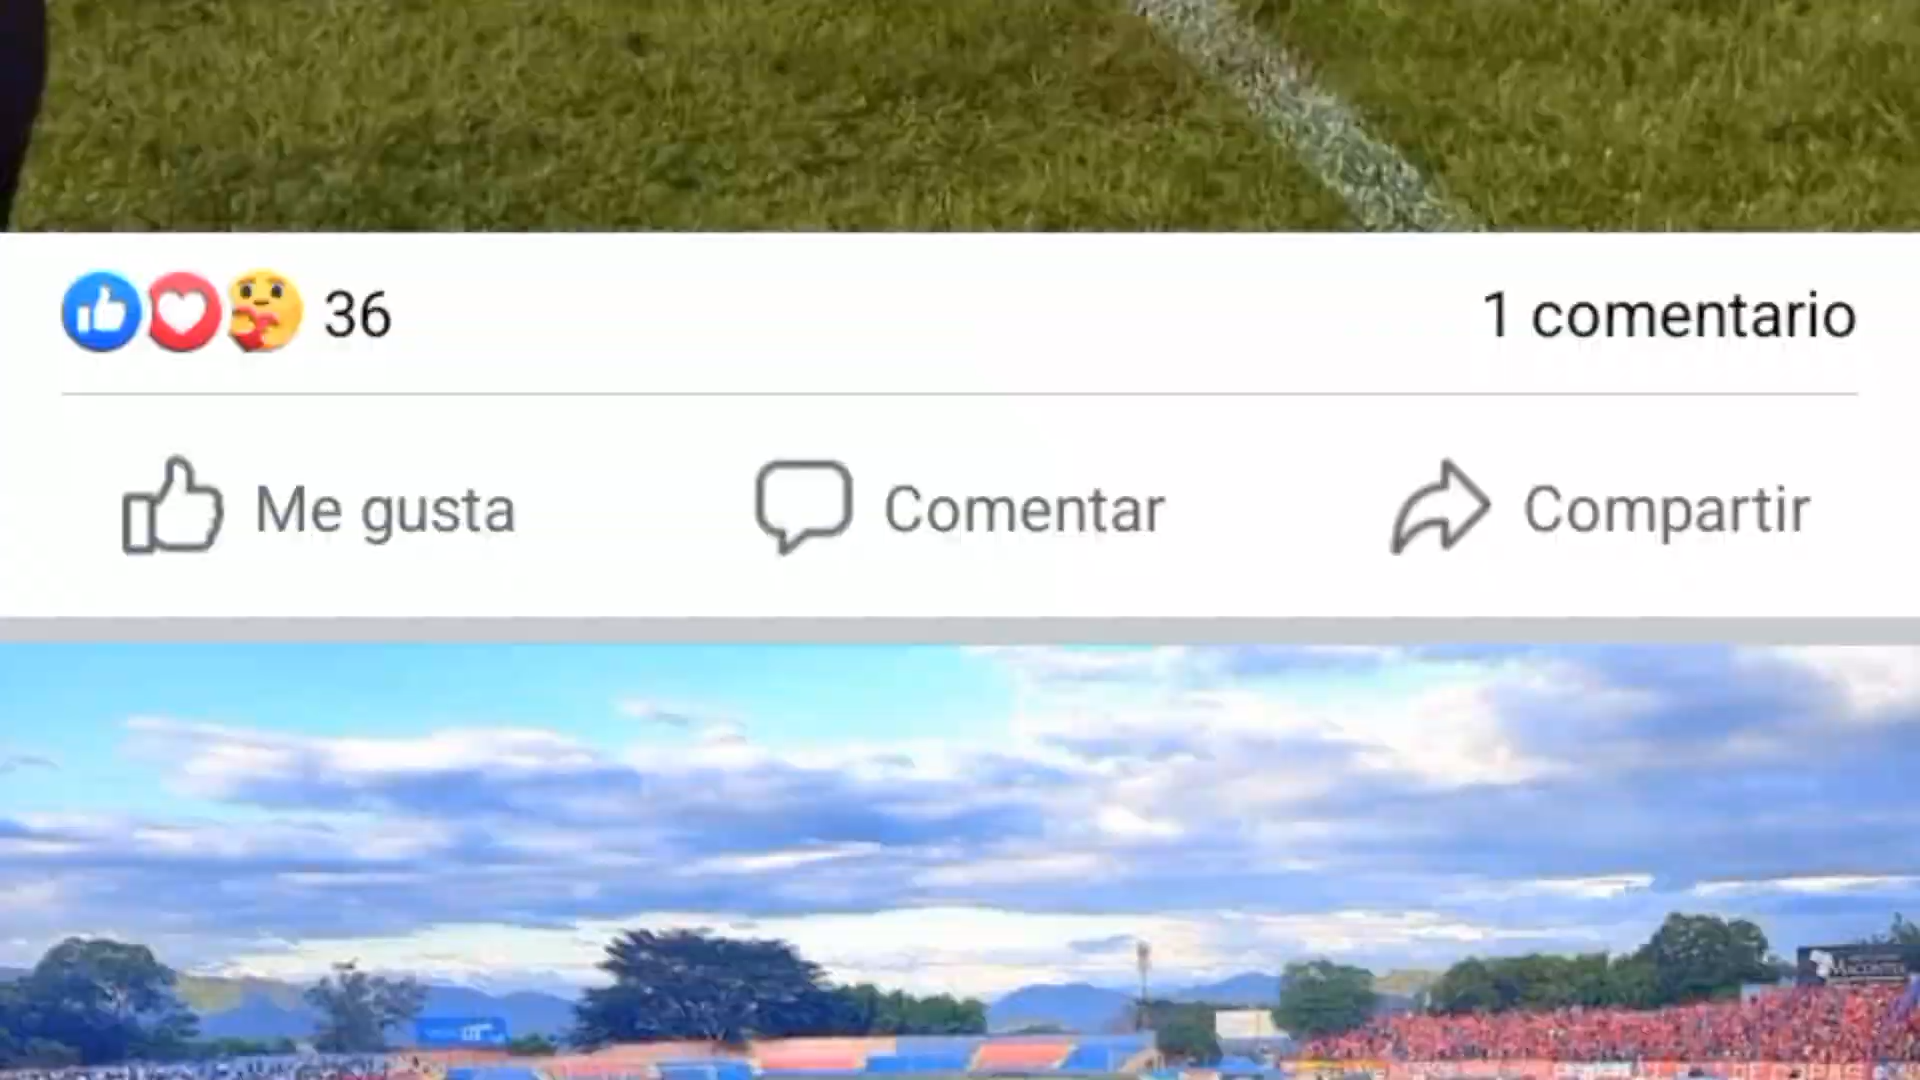 36
1 comentario
Me gusta
Comentar
Compartir